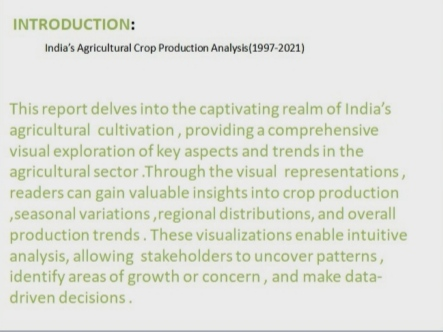 INTRODUCTION:
India's Agricultural Crop Production Analysis(1997-2021)
This report delves into the captivating realm of India's
agricultural cultivation , providing a comprehensive
visual exploration of key aspects and trends in the
agricultural sector .Through the visual representations ,
readers can gain valuable insights into crop production
,seasonal variations ,regional distributions, and overall
production trends . These visualizations enable intuitive
analysis, allowing stakeholders to uncover patterns ,
identify areas of growth or concern , and make data-
driven decisions .